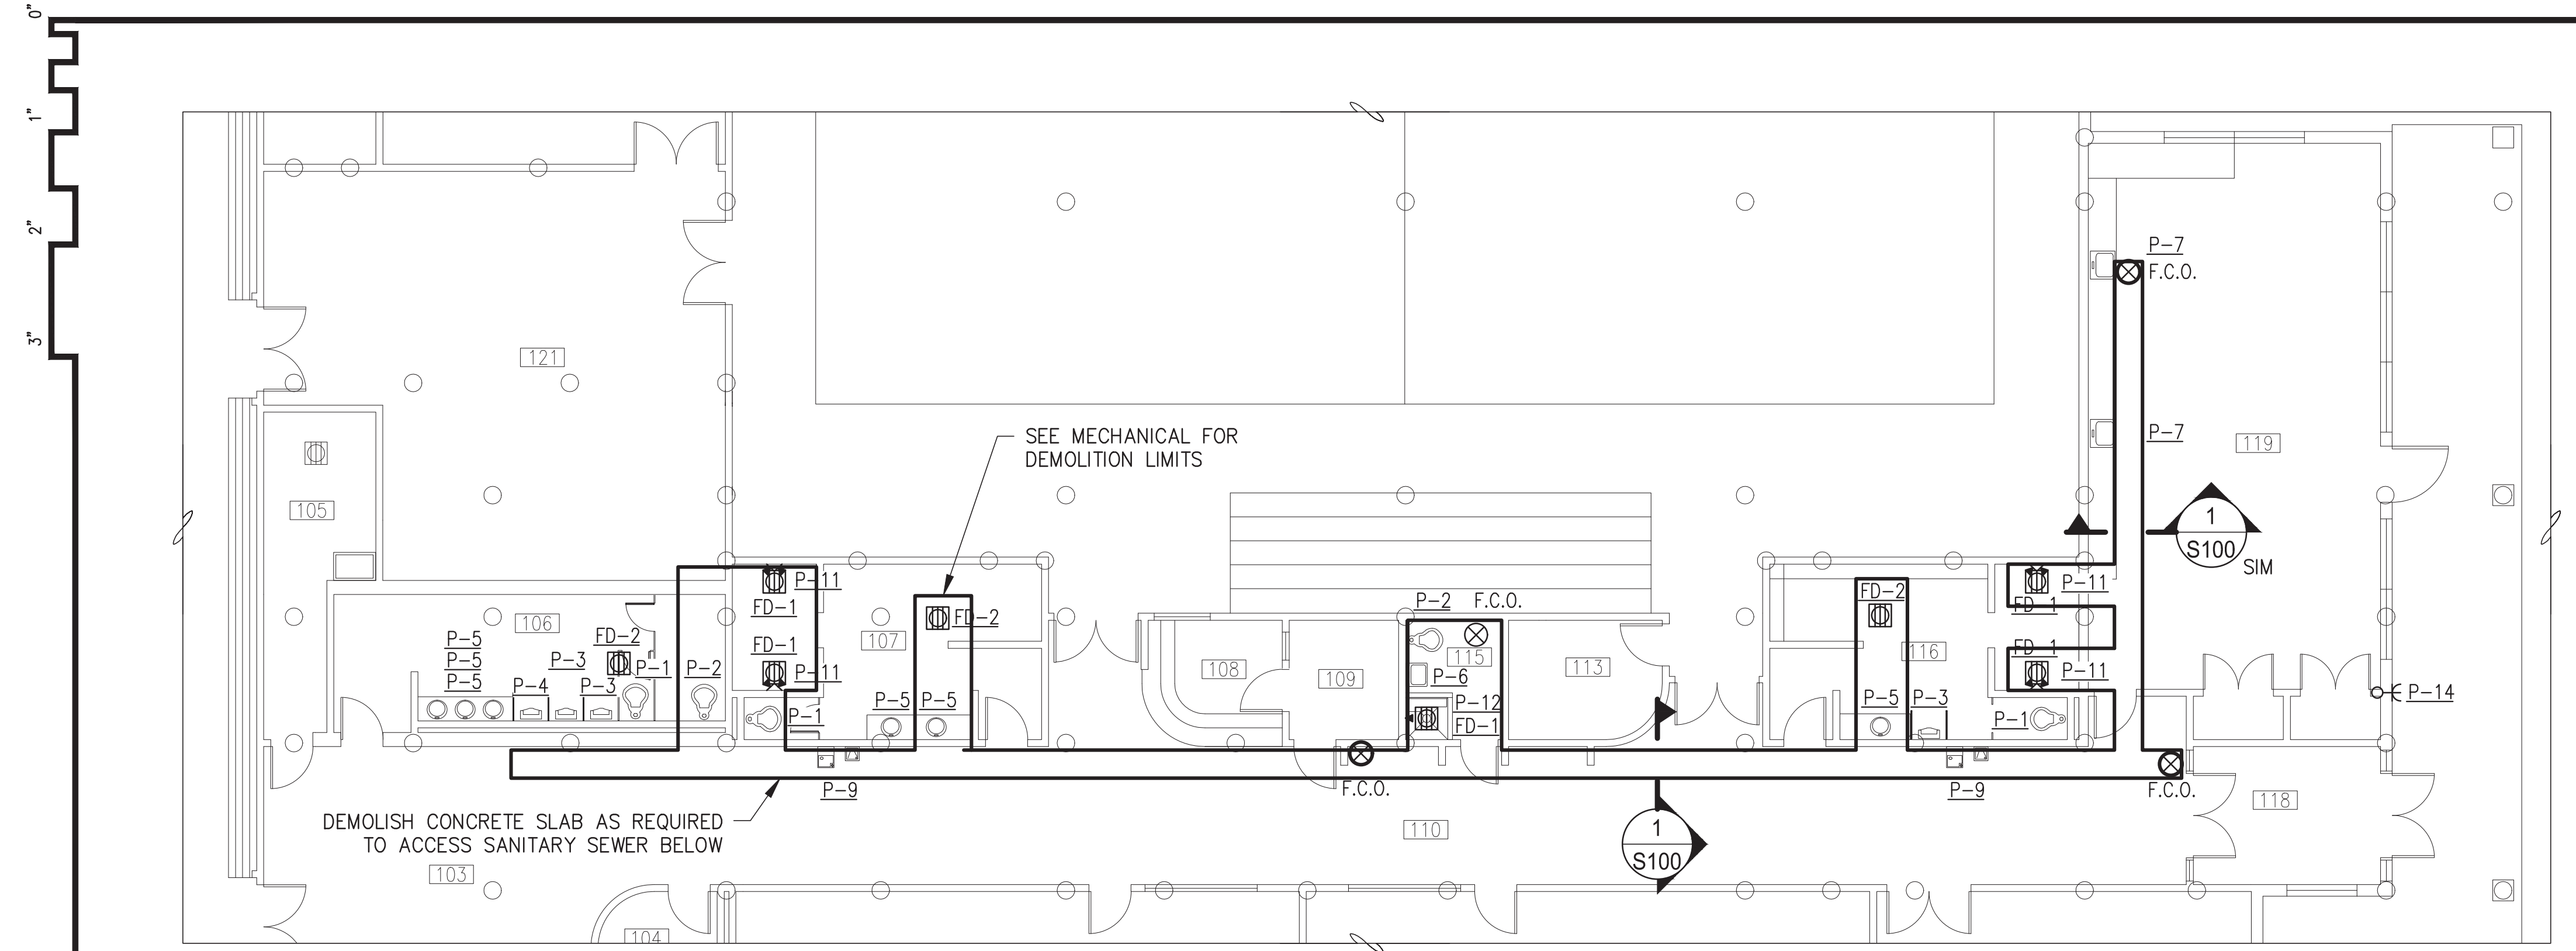 0"
1"
2"
3"
P-7
F.C.O.
121
SEE MECHANICAL FOR
DEMOLITION LIMITS
P-7
119
105
1
S100
SIM
P-11
FD-1
FD-2
P-2 F.C.O.
FD-2
P-11
FD-1
106
P-5
P-5
P-5
FD-2
P-3
P-1
P-2
P-4
P-3
FD-1
P-11
107
P-5
P-5
P-1
108
109
115
P-6
P-12
FD-1
113
116
FD-1
P-11
P-5
P-3
P-1
P-14
P-9
F.C.O.
P-9
F.C.O.
118
DEMOLISH CONCRETE SLAB AS REQUIRED
TO ACCESS SANITARY SEWER BELOW
110
1
S100
103
104